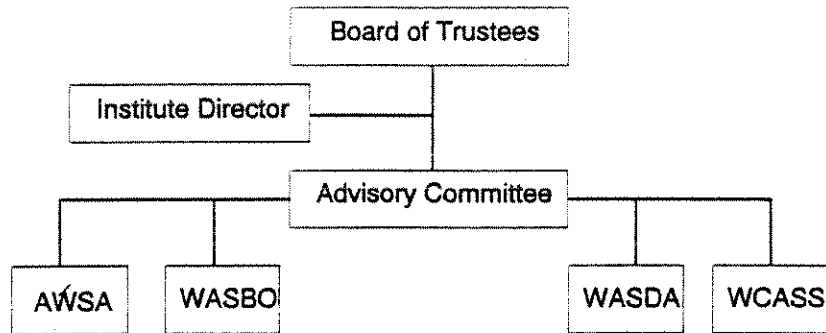 Board of Trustees
Institute Director
Advisory Committee
AWSA
WASBO
WASDA
WCASS